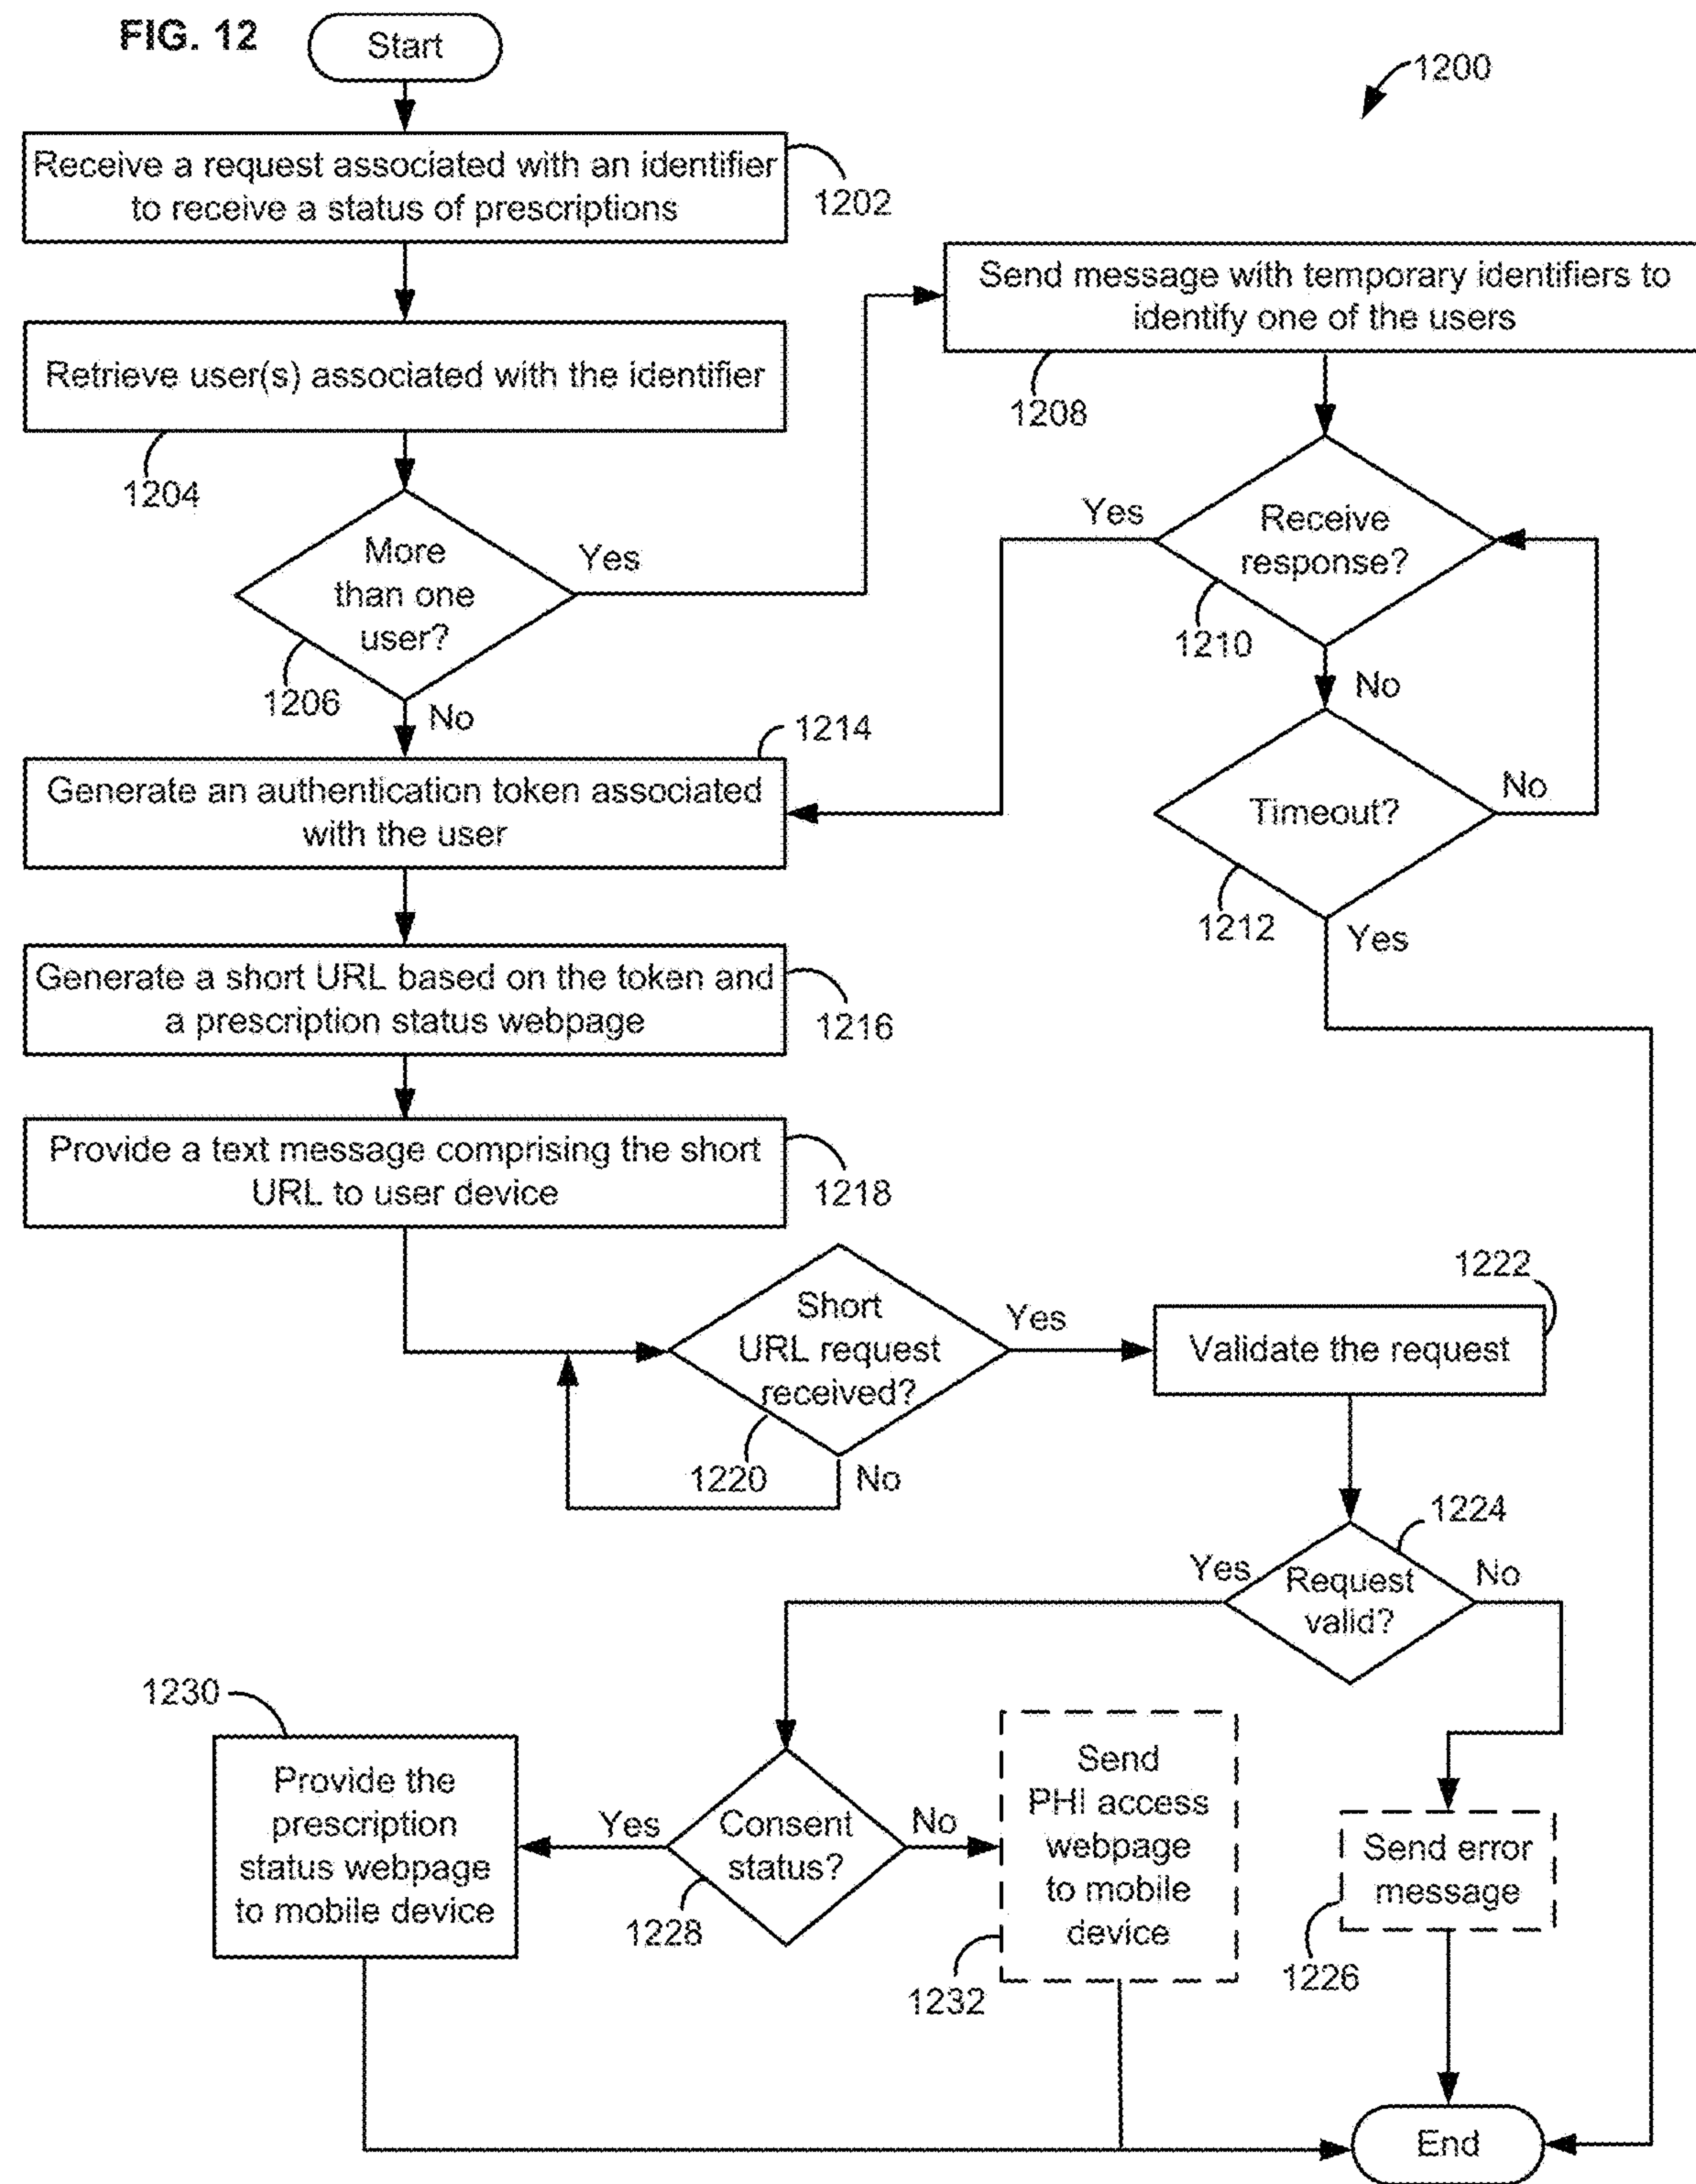 FIG. 12
Start
1200
Receive a request associated with an identifier
to receive a status of prescriptions
1202
Send message with temporary identifiers to
identify one of the users
1208
Retrieve user(s) associated with the identifier
1204
More
than one
user?
Yes
1206
No
Receive
response?
Yes
1210
No
Timeout?
No
1212
Yes
1214
Generate an authentication token associated
with the user
Generate a short URL based on the token and
a prescription status webpage
1216
Provide a text message comprising the short
URL to user device
1218
Short
URL request
received?
Yes
1220
No
1222
Validate the request
1224
Yes
Request
valid?
No
1230
Provide the
prescription
status webpage
to mobile device
Yes
Consent
status?
No
1228
Send
PHI access
webpage
to mobile
device
1232
Send error
message
1226
End